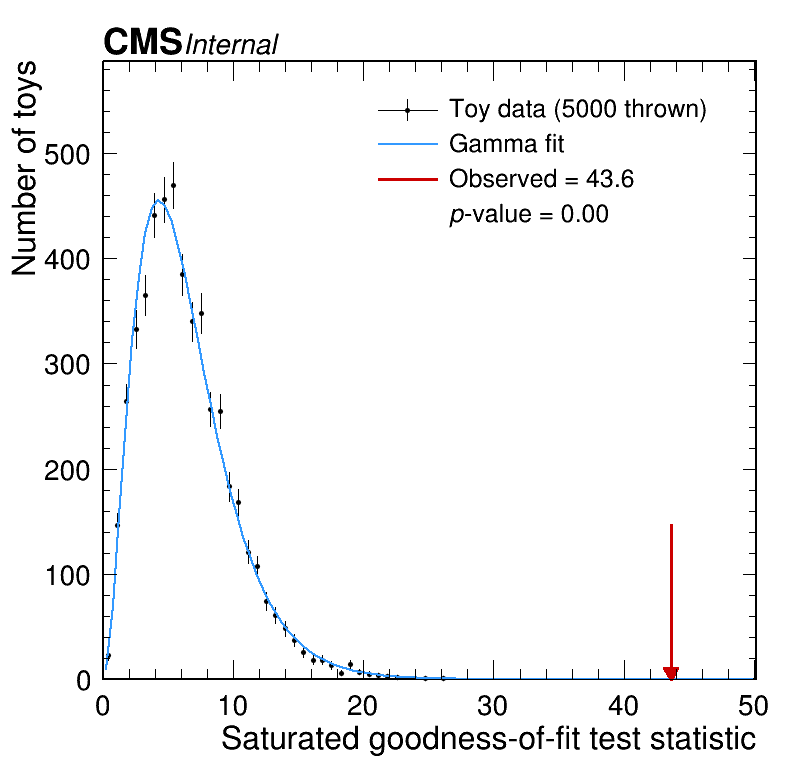 CMS Internal
Number of toys
Toy data (5000 thrown)
Gamma fit
Observed = 43.6
p-value = 0.00
500
400
300
200
100
0
0 10 20 30 40 50
Saturated goodness-of-fit test statistic